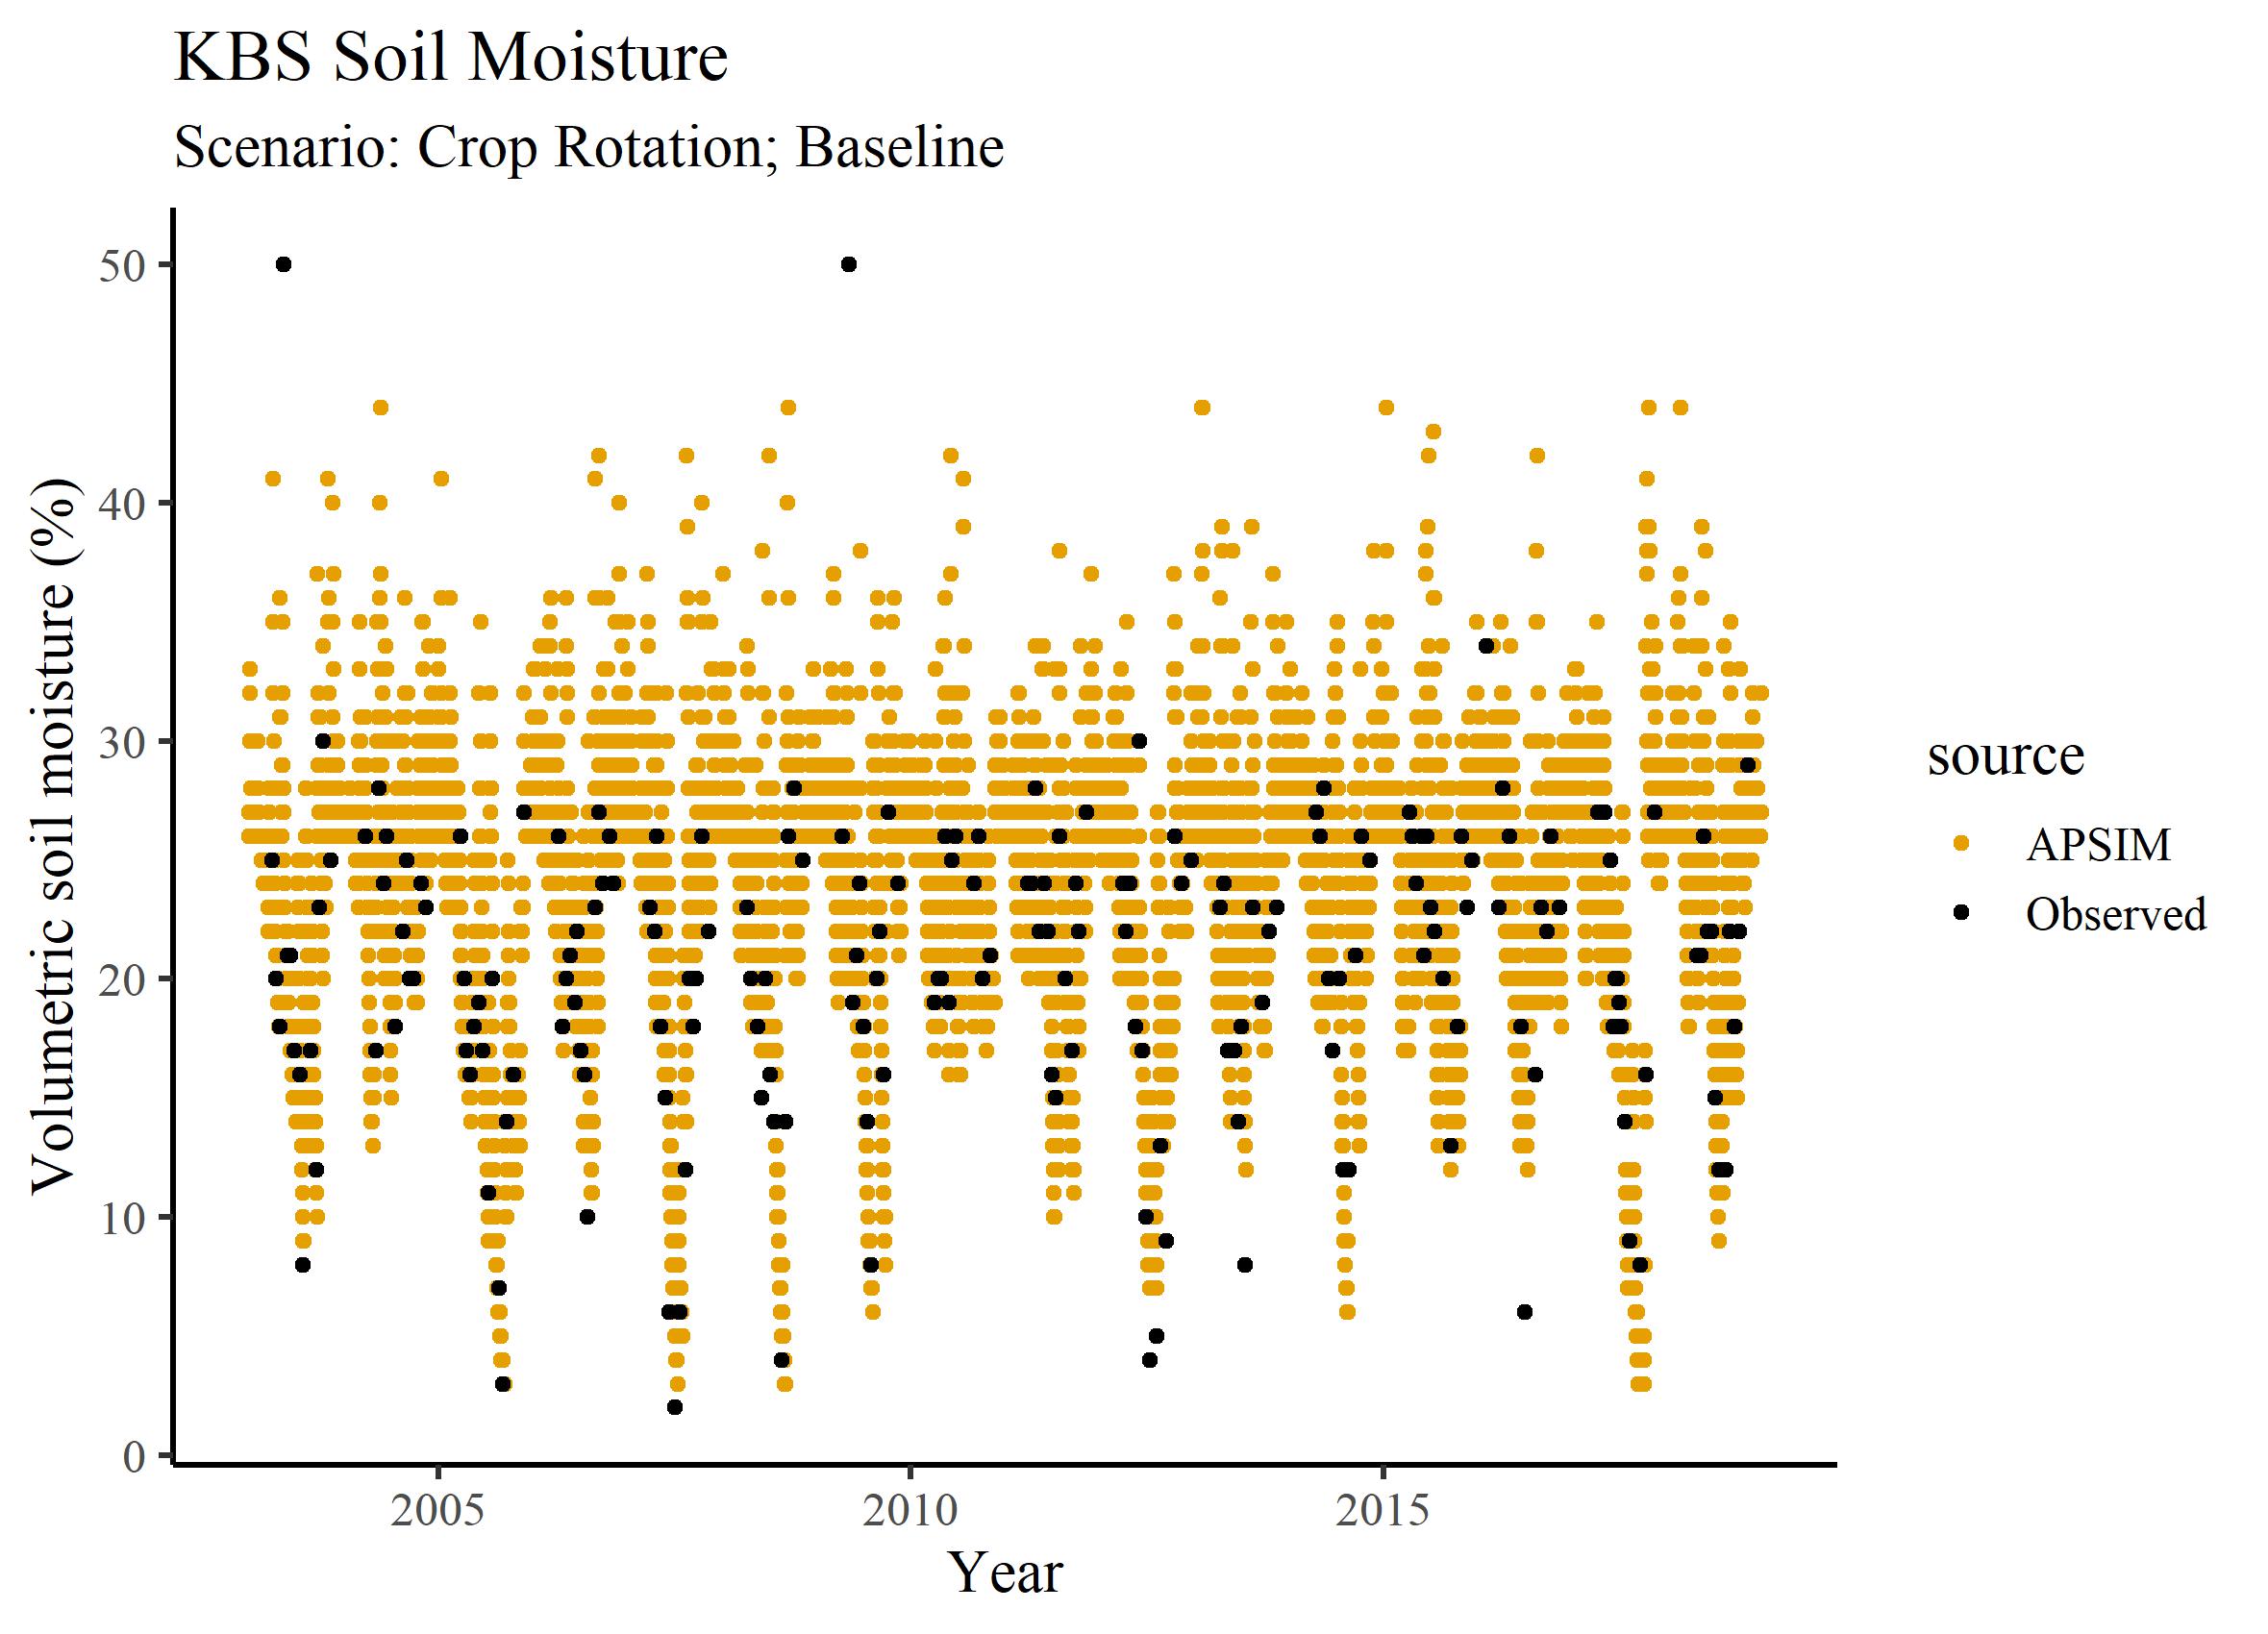 KBS Soil Moisture
Scenario: Crop Rotation; Baseline
Volumetric soil moisture (%)
50
40
30
20
10
0
2005
2010
2015
Year
source
APSIM
Observed